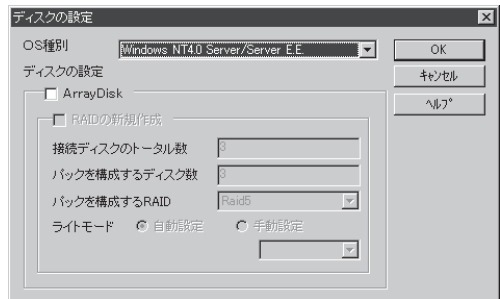 ディスクの設定
OS種別 Windows NT4.0 Server/Server E.E.
OK
ディスクの設定
キャンセル
ArrayDisk
ヘルプ
RAIDの新規作成
接続ディスクのトータル数 3
パックを構成するディスク数 3
パックを構成するRAID Raid5
ライトモード 自動設定 手動設定